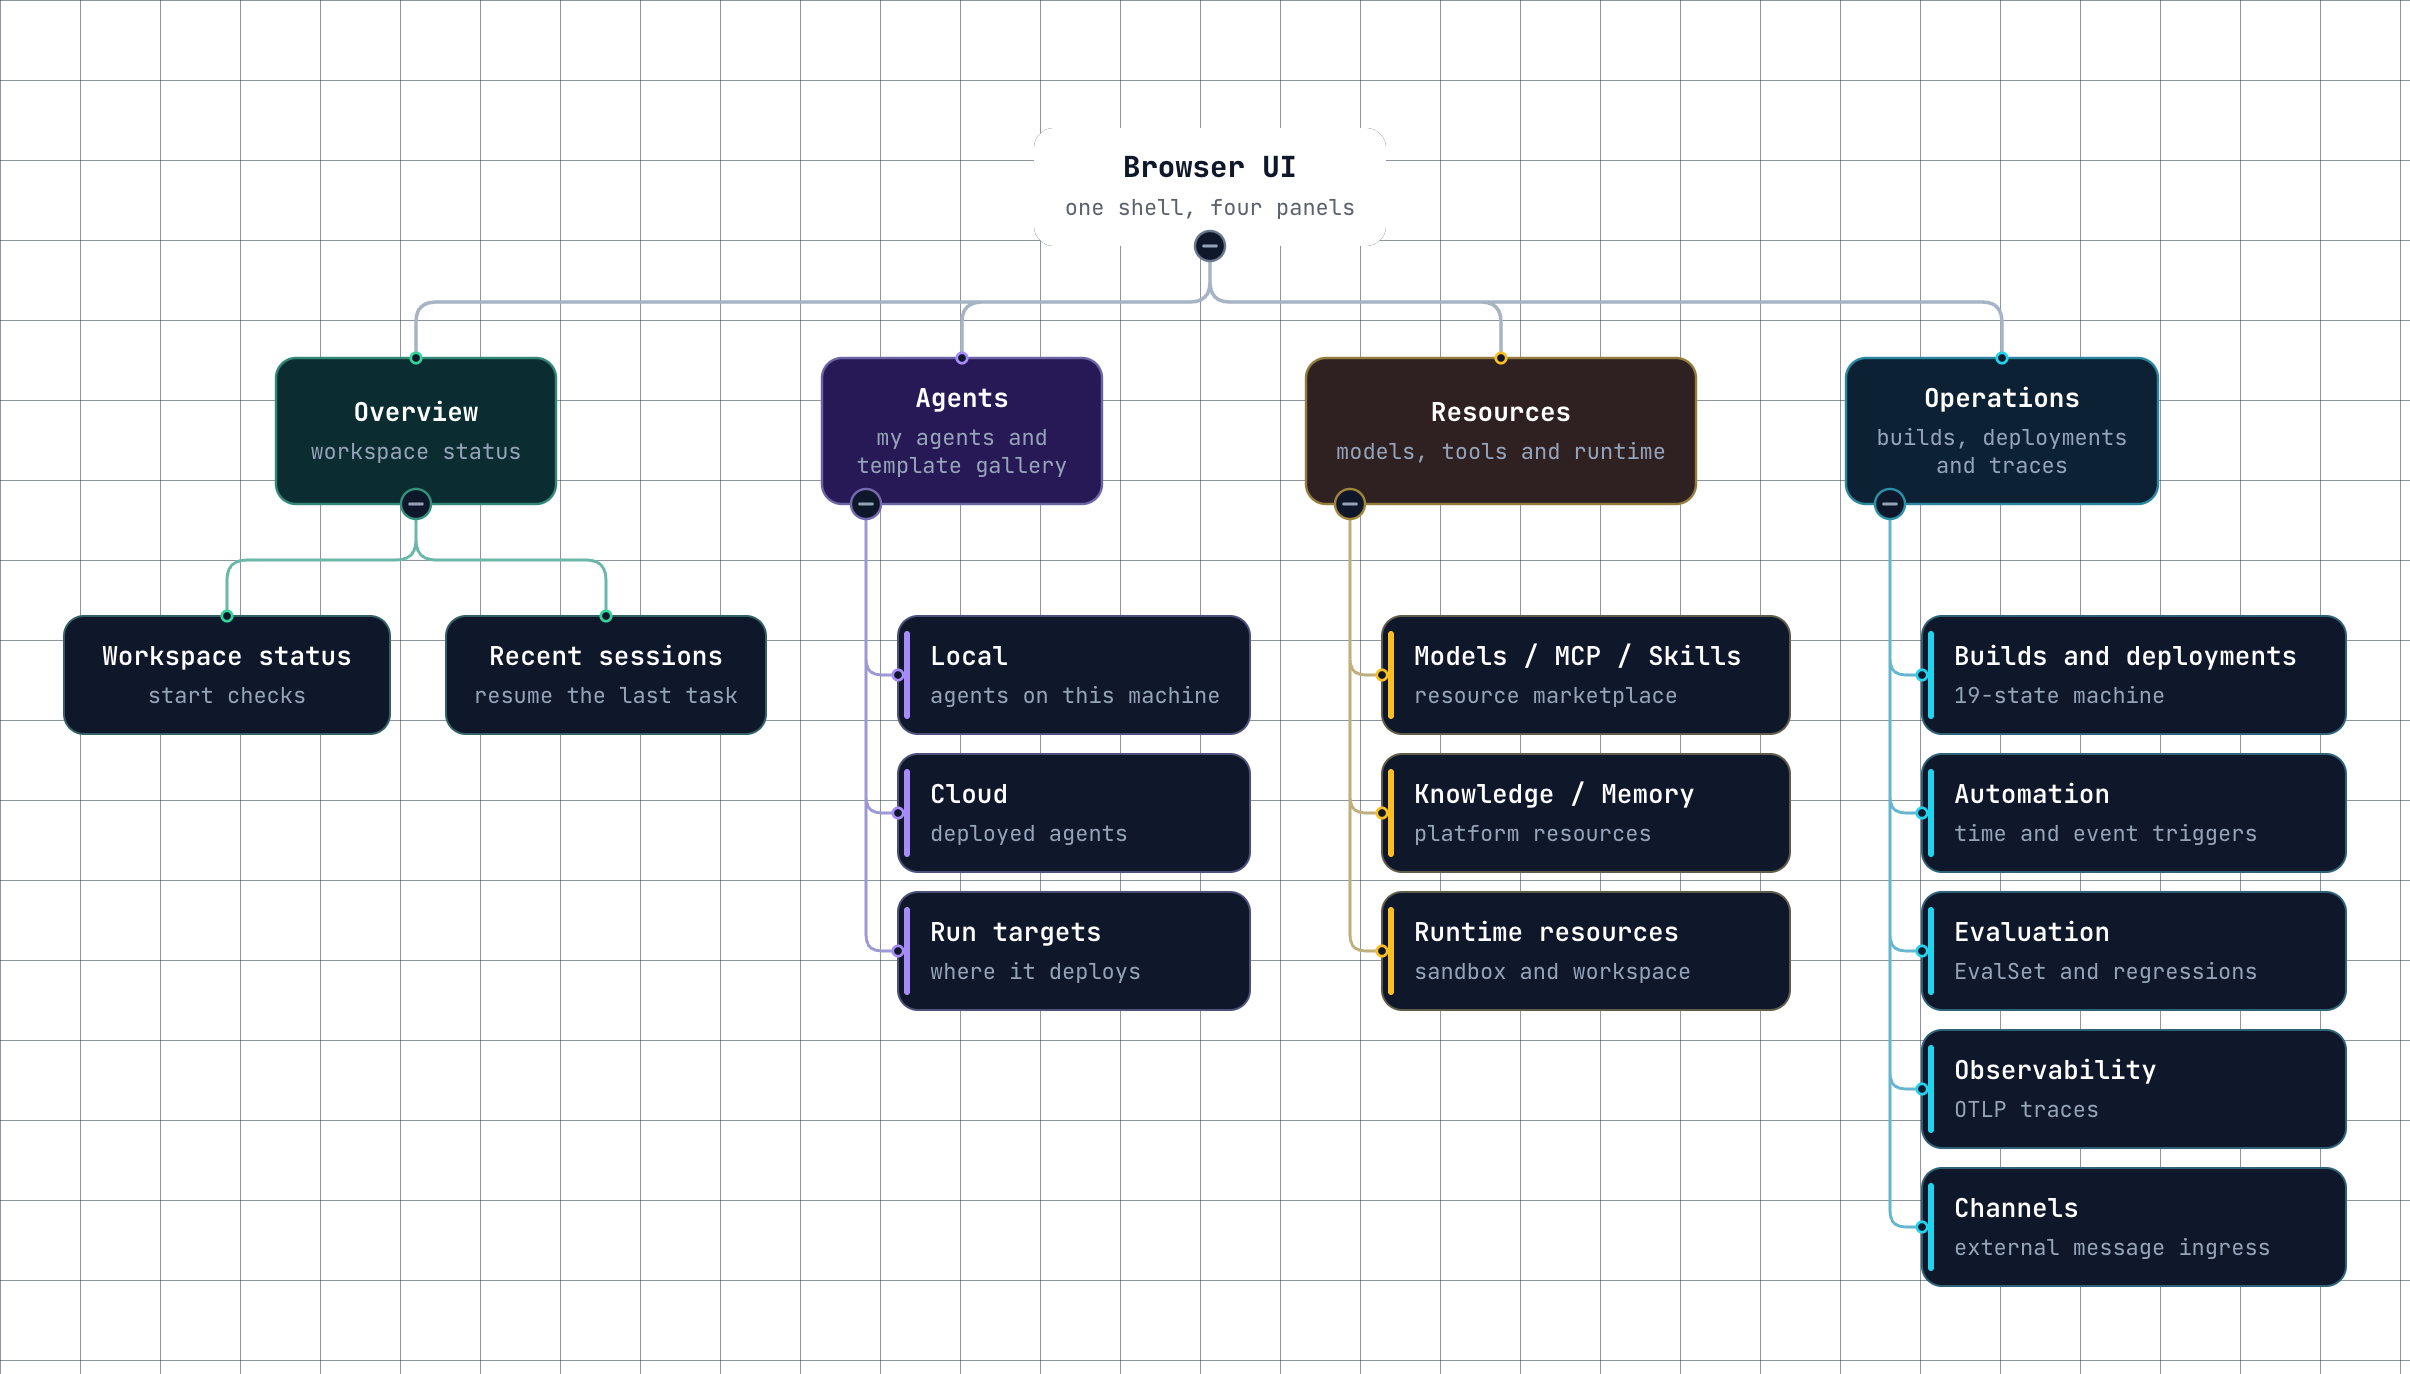 Browser UI
one shell, four panels
Overview
workspace status
Agents
my agents and
template gallery
Resources
models, tools and runtime
Operations
builds, deployments
and traces
Workspace status
start checks
Recent sessions
resume the last task
Local
agents on this machine
Cloud
deployed agents
Run targets
where it deploys
Models / MCP / Skills
resource marketplace
Knowledge / Memory
platform resources
Runtime resources
sandbox and workspace
Builds and deployments
19-state machine
Automation
time and event triggers
Evaluation
EvalSet and regressions
Observability
OTLP traces
Channels
external message ingress